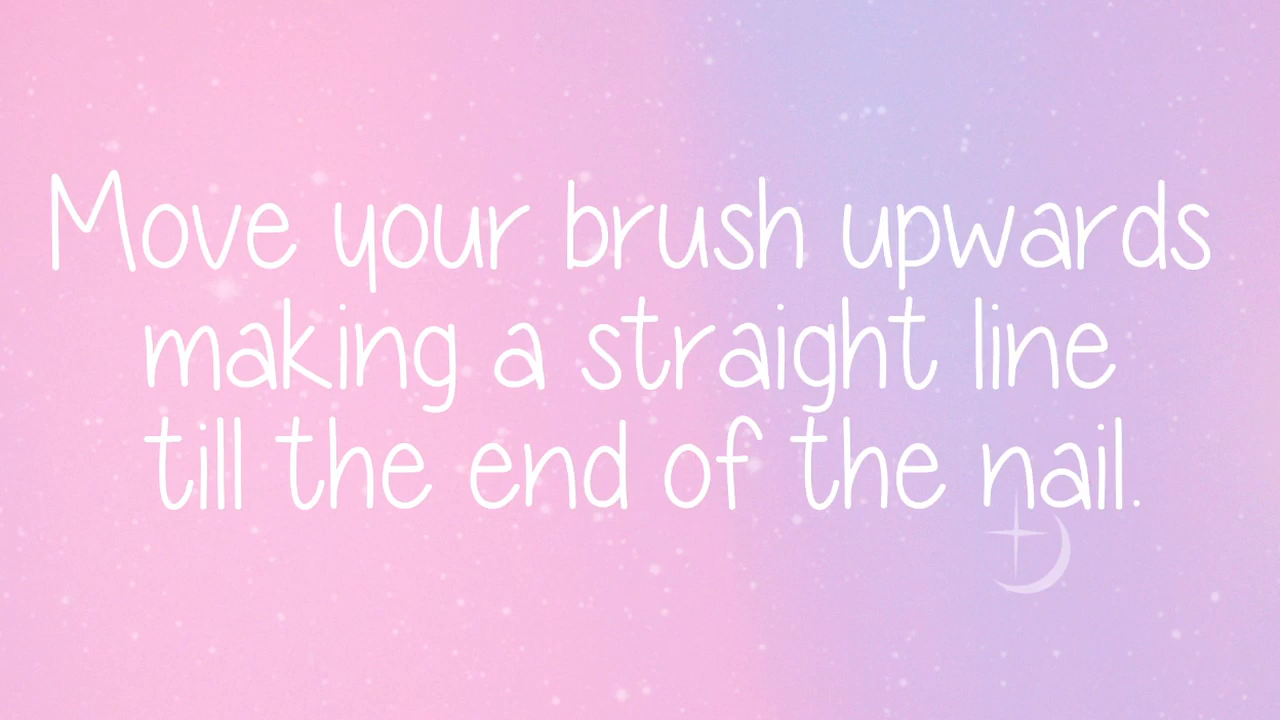 Move your brush upwards
making a straight line
till the end of the nail.